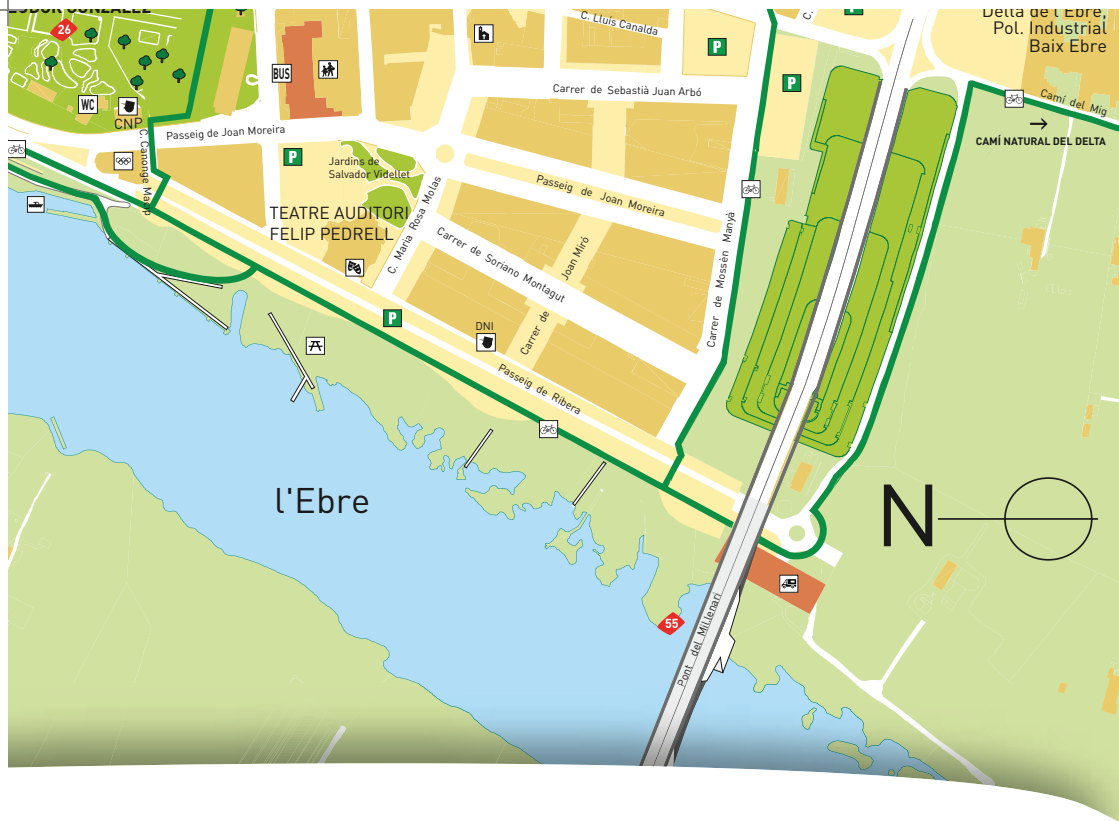 26
C. Lluís Canalda
P
P
P
Delta de l'Ebre,
Pol. Industrial
Baix Ebre
BUS
WC
CNP
Carrer de Sebastià Juan Arbó
Camí del Mig
CAMÍ NATURAL DEL DELTA
Passeig de Joan Moreira
P
Jardins de
Salvador Videllet
Passeig de Joan Moreira
TEATRE AUDITORI
FELIP PEDRELL
C. Maria Rosa Molas
Carrer de Soriano Montagut
Carrer de Joan Miró
Carrer de Mossèn Manyà
P
DNI
Passeig de Ribera
l'Ebre
N
55
Pont del Mil.lenari